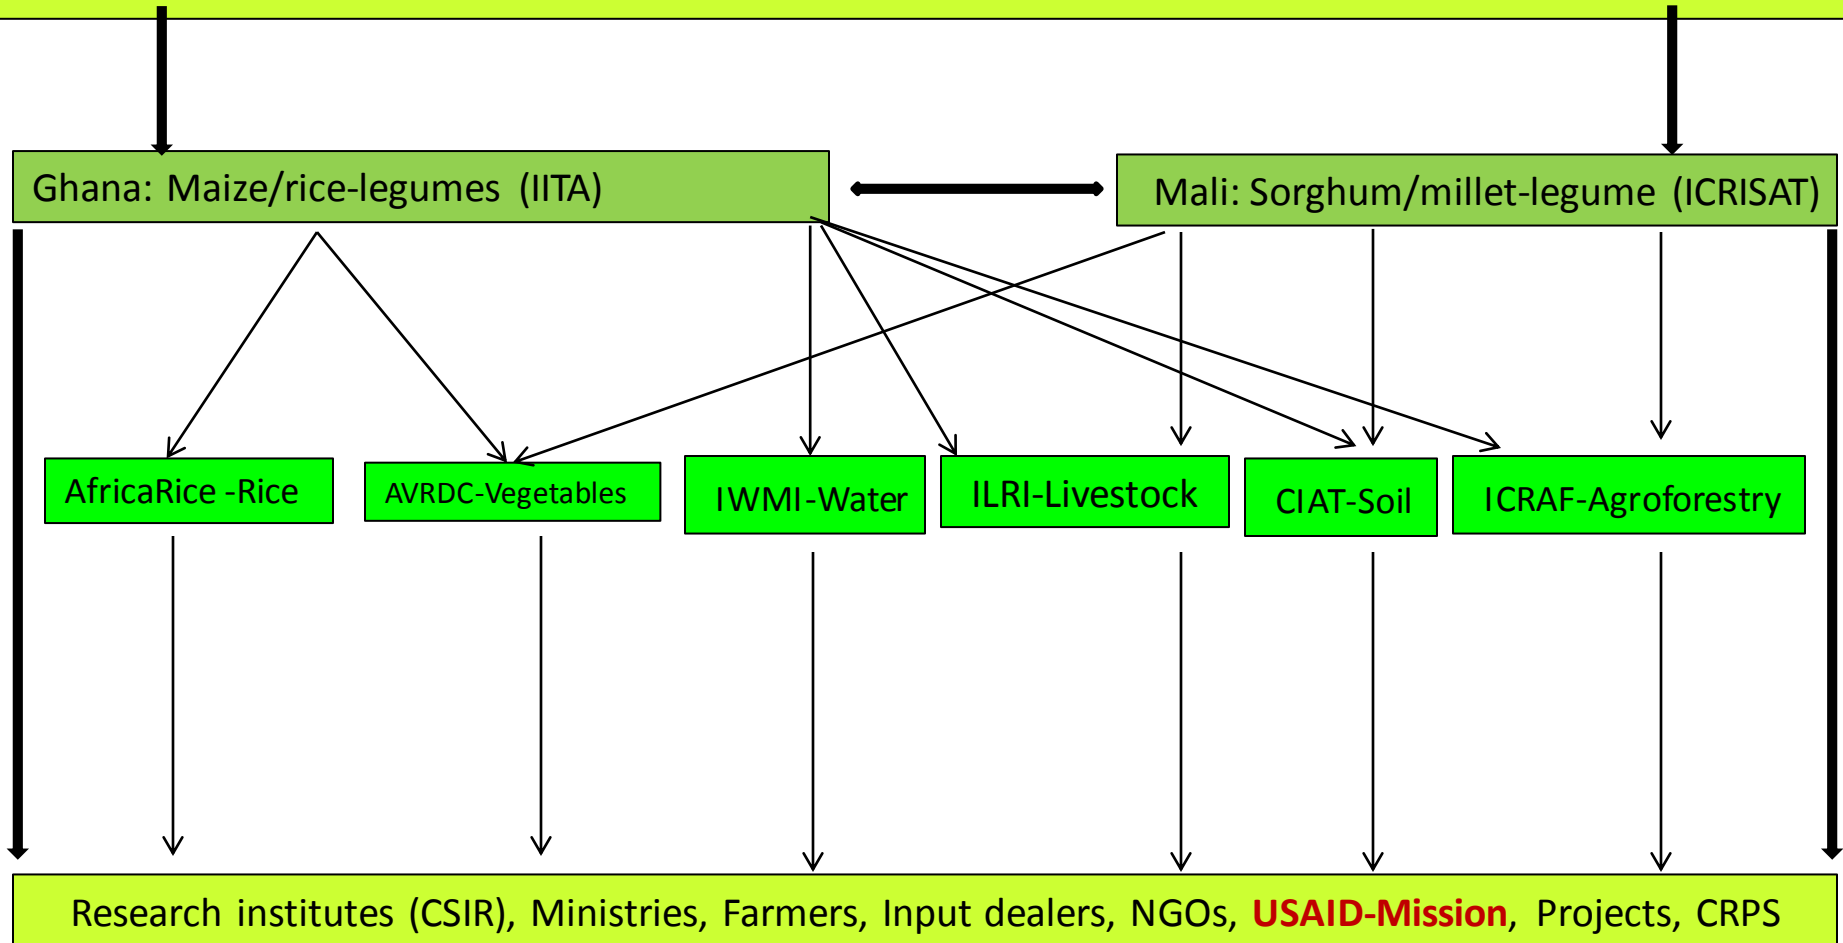 Ghana: Maize/rice-legumes (IITA)
Mali: Sorghum/millet-legume (ICRISAT)
AfricaRice -Rice
AVRDC-Vegetables
IWMI-Water
ILRI-Livestock
CIAT-Soil
ICRAF-Agroforestry
Research institutes (CSIR), Ministries, Farmers, Input dealers, NGOs, USAID-Mission, Projects, CRPS